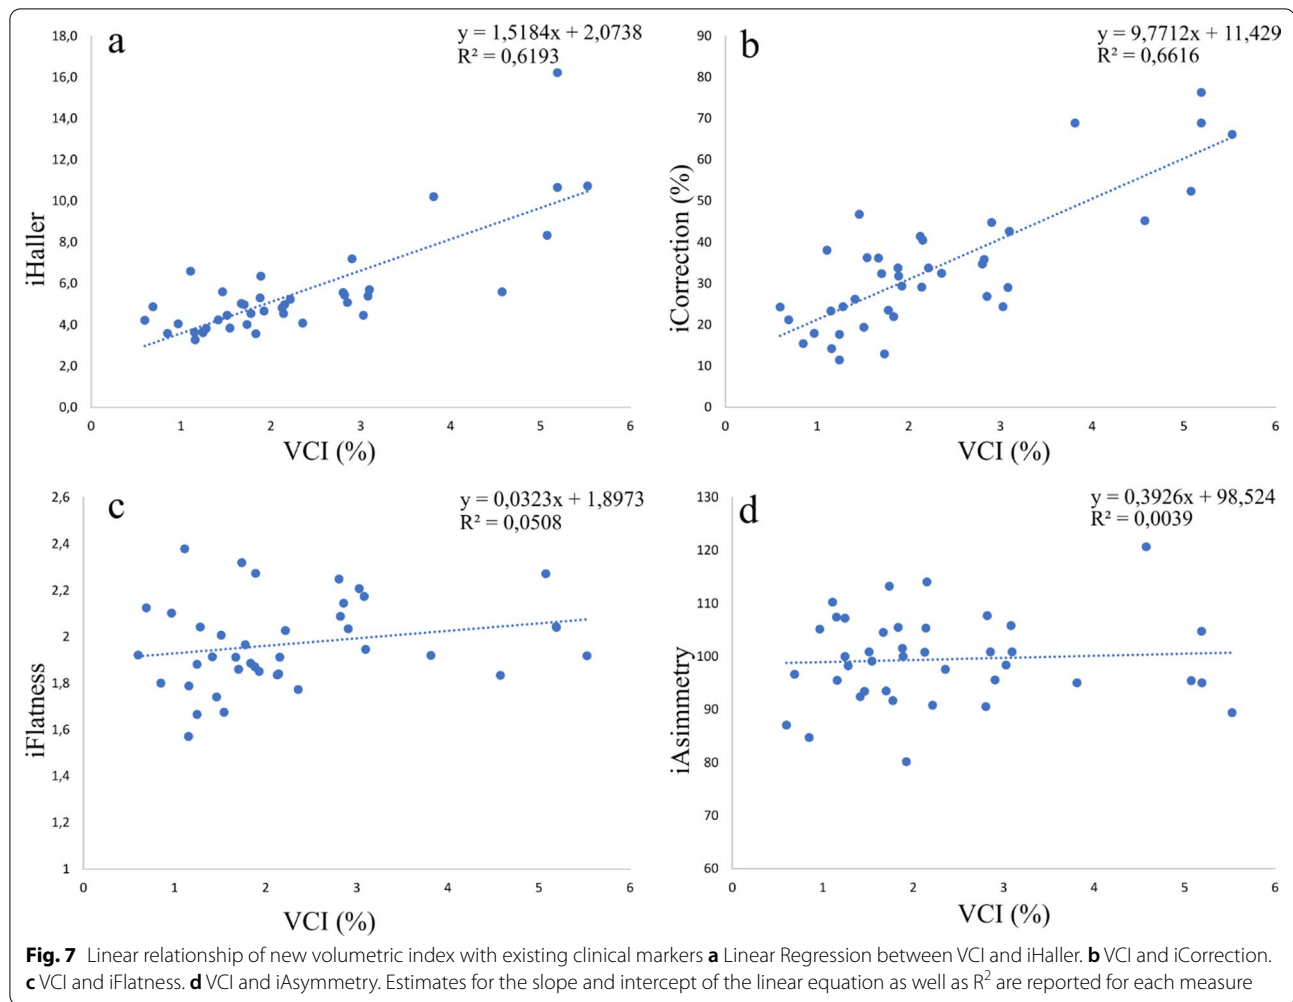 a
y = 1,5184x + 2,0738
R² = 0,6193
18,0
16,0
14,0
12,0
10,0
8,0
6,0
4,0
2,0
0,0
iHaller
0 1 2 3 4 5 6
VCI (%)
b
y = 9,7712x + 11,429
R² = 0,6616
90
80
70
60
50
40
30
20
10
0
iCorrection (%)
0 1 2 3 4 5 6
VCI (%)
c
y = 0,0323x + 1,8973
R² = 0,0508
2,6
2,4
2,2
2
1,8
1,6
1,4
1,2
1
iFlatness
0 1 2 3 4 5 6
VCI (%)
d
y = 0,3926x + 98,524
R² = 0,0039
130
120
110
100
90
80
70
60
iAsimmetry
0 1 2 3 4 5 6
VCI (%)
Fig. 7 Linear relationship of new volumetric index with existing clinical markers a Linear Regression between VCI and iHaller. b VCI and iCorrection.
c VCI and iFlatness. d VCI and iAsymmetry. Estimates for the slope and intercept of the linear equation as well as R² are reported for each measure